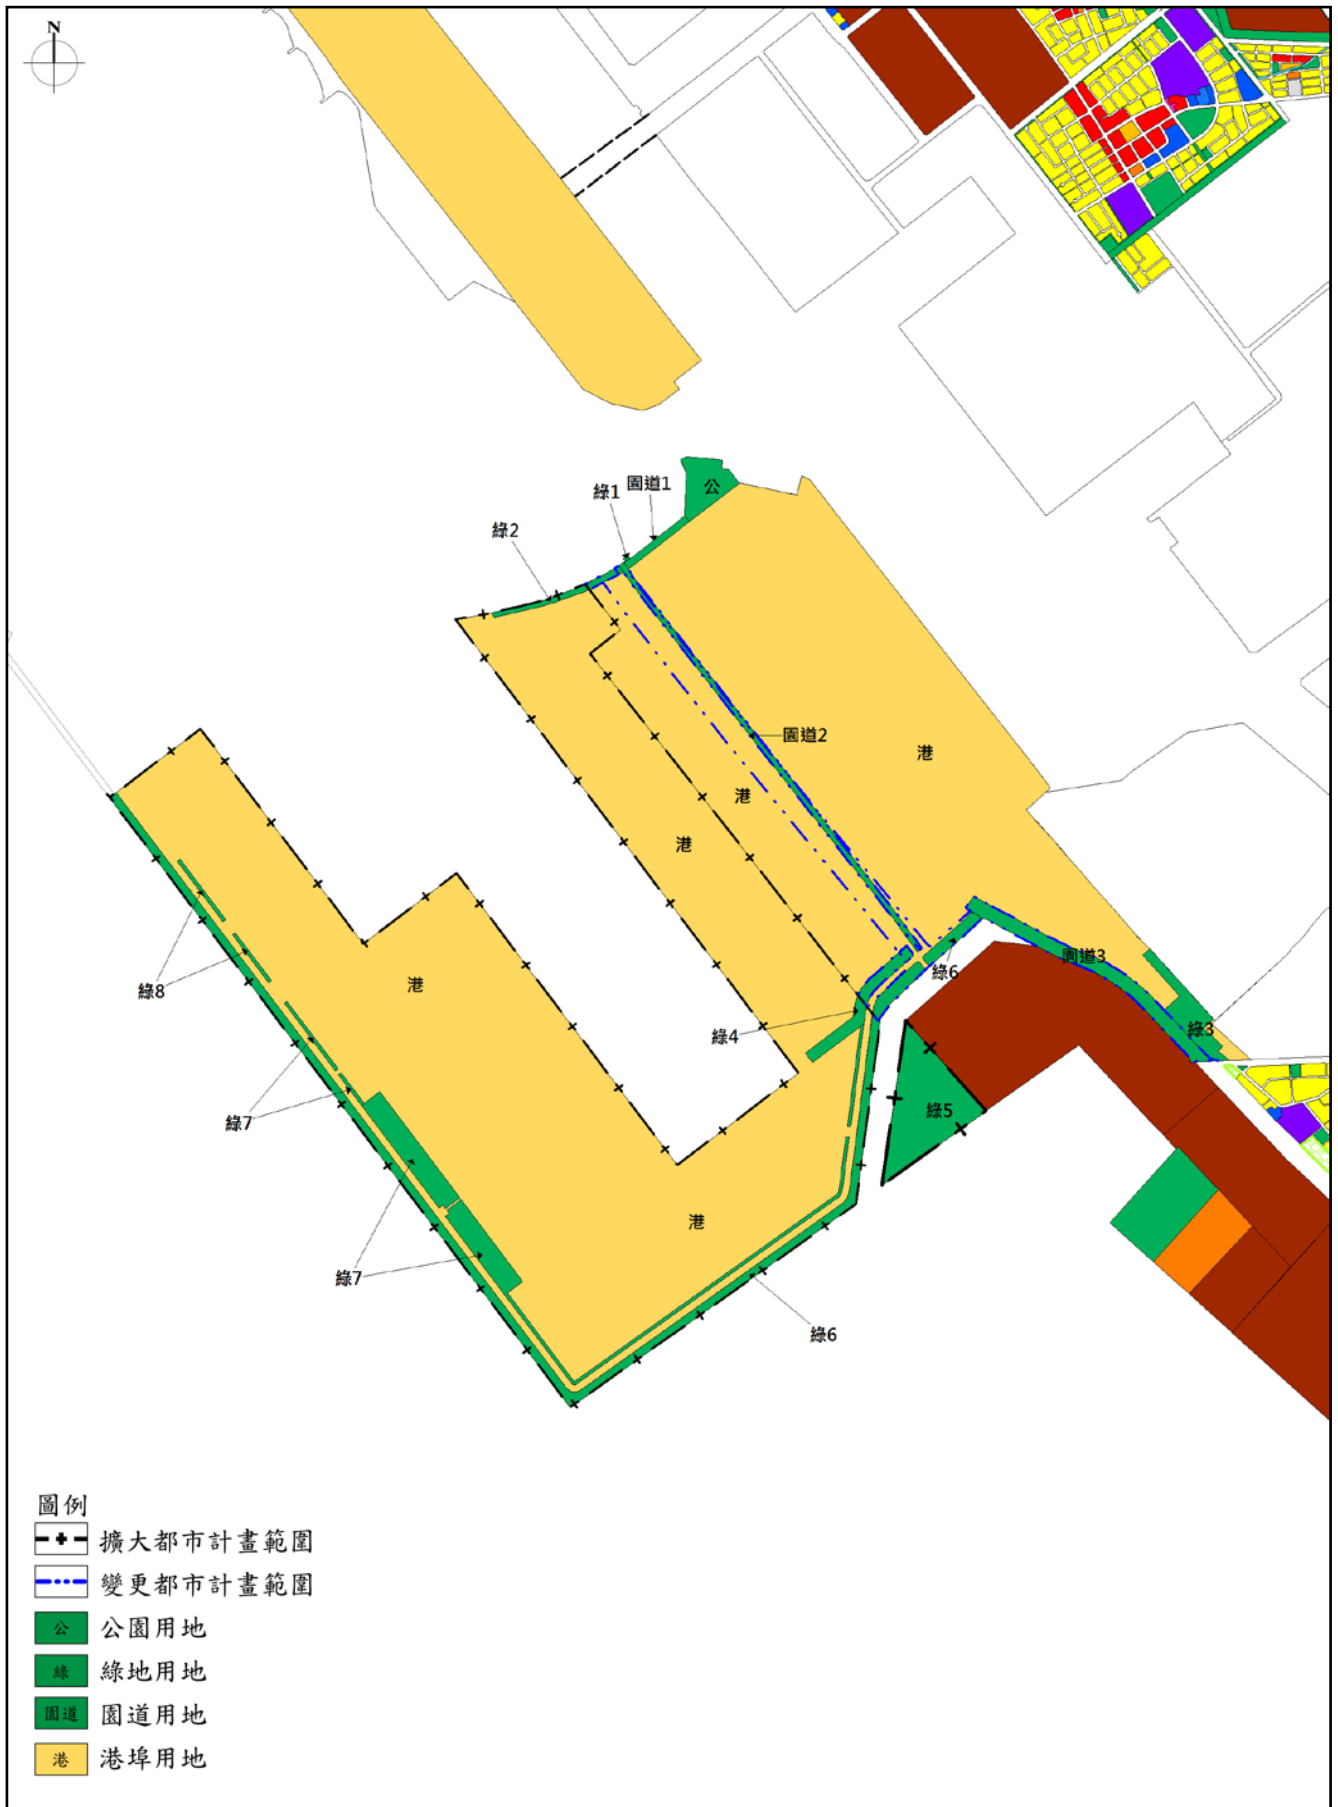 N
公
園道1
綠1
綠2
園道2
港
港
港
綠6
園道3
綠8
港
綠3
綠4
綠5
綠7
港
綠7
綠6
圖例
擴大都市計畫範圍
變更都市計畫範圍
公 公園用地
綠 綠地用地
園道 園道用地
港 港埠用地